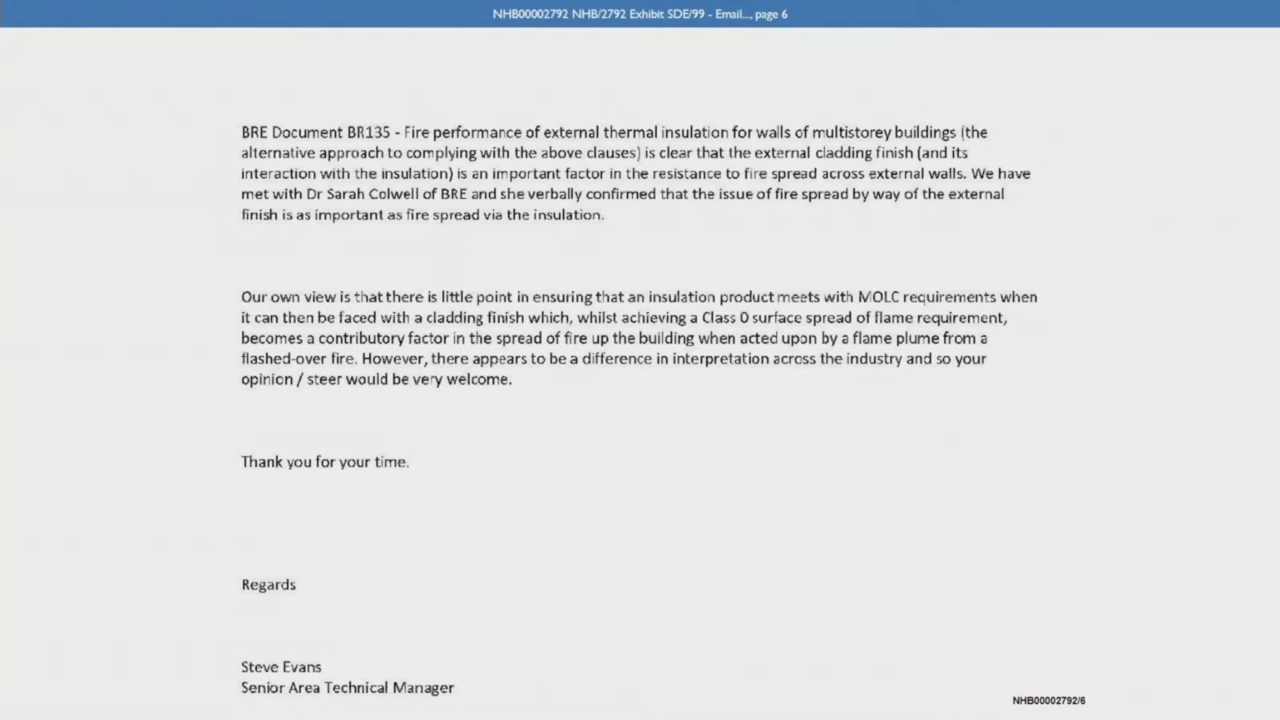 NHB00002792 NHB/2792 Exhibit SDE/99 - Email..., page 6
BRE Document BR135 - Fire performance of external thermal insulation for walls of multistorey buildings (the
alternative approach to complying with the above clauses) is clear that the external cladding finish (and its
interaction with the insulation) is an important factor in the resistance to fire spread across external walls. We have
met with Dr Sarah Colwell of BRE and she verbally confirmed that the issue of fire spread by way of the external
finish is as important as fire spread via the insulation.
Our own view is that there is little point in ensuring that an insulation product meets with MOLC requirements when
it can then be faced with a cladding finish which, whilst achieving a Class 0 surface spread of flame requirement,
becomes a contributory factor in the spread of fire up the building when acted upon by a flame plume from a
flashed-over fire. However, there appears to be a difference in interpretation across the industry and so your
opinion / steer would be very welcome.
Thank you for your time.
Regards
Steve Evans
Senior Area Technical Manager
NHB00002792/6